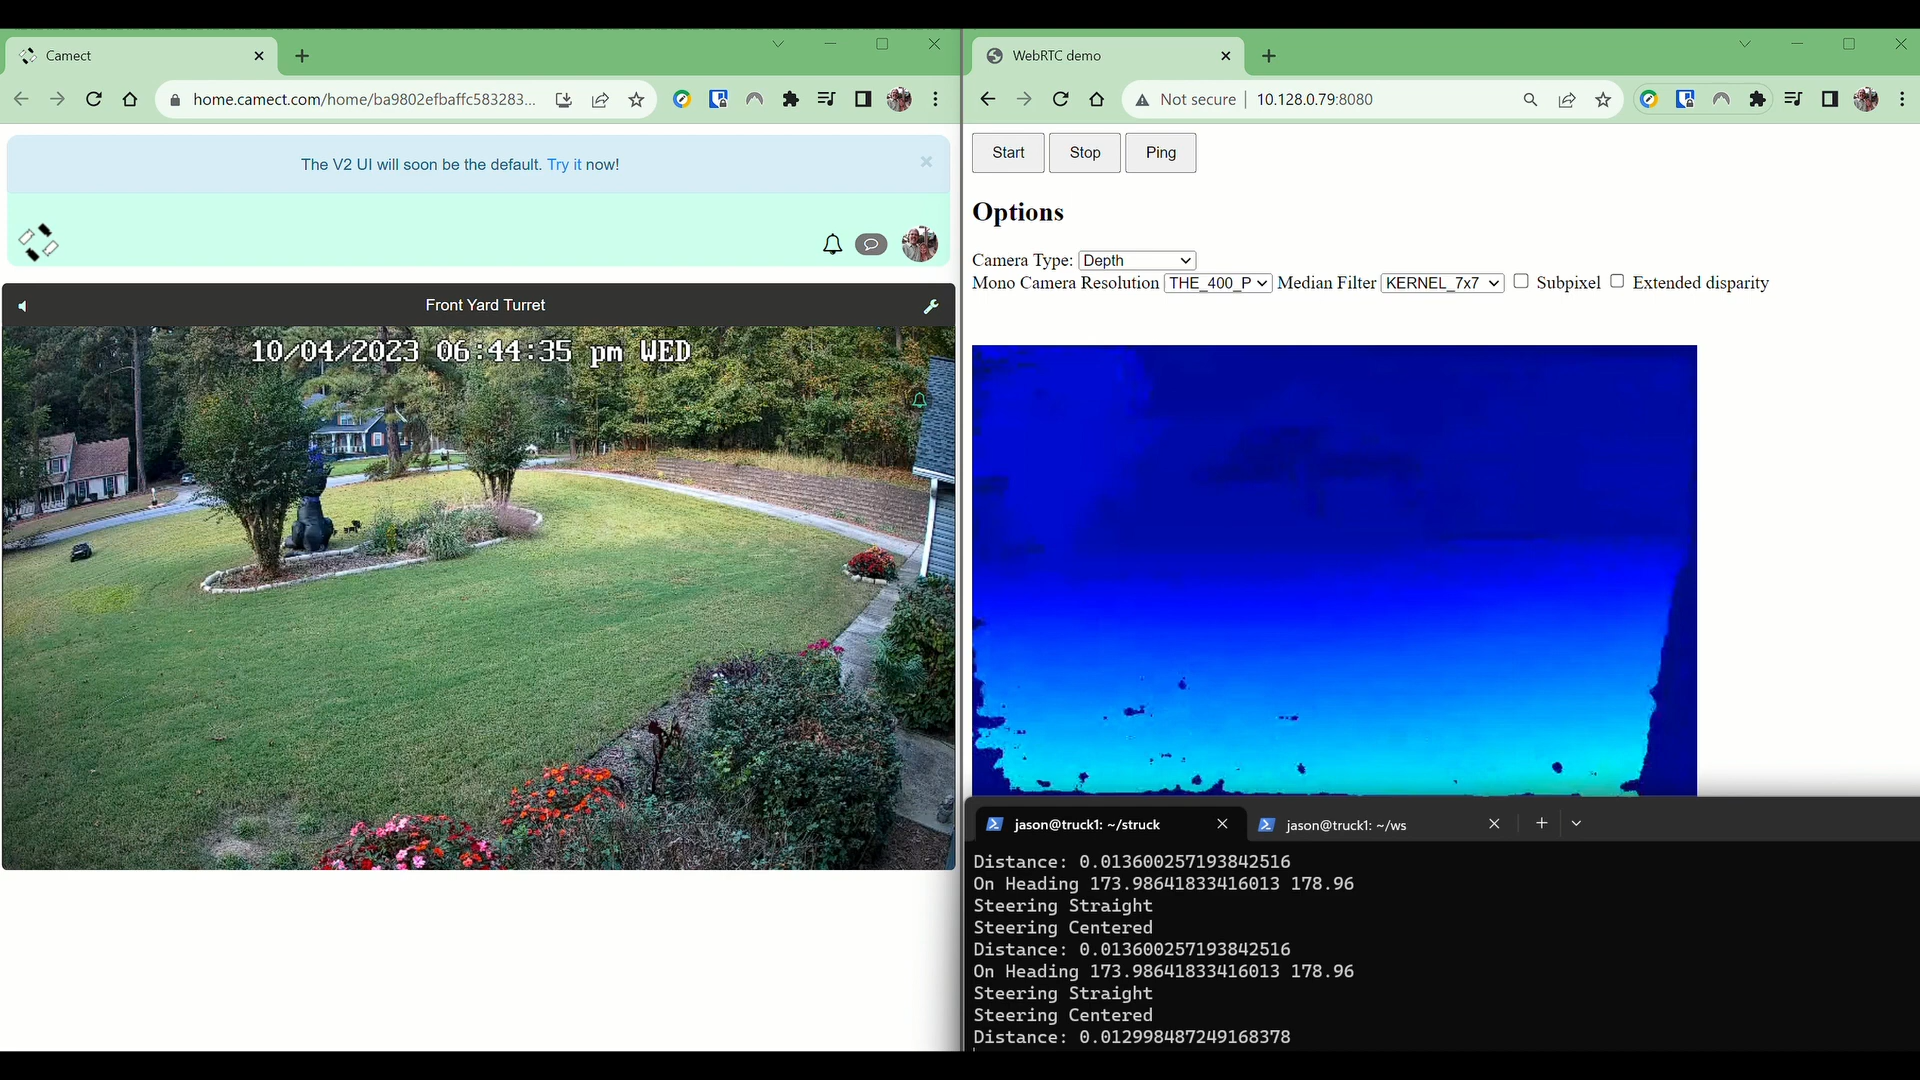 Camect
home.camect.com/home/ba9802efbaffc583283...
The V2 UI will soon be the default. Try it now!
Front Yard Turret
10/04/2023 06:44:35 pm WED
WebRTC demo
Not secure
10.128.0.79:8080
Start
Stop
Ping
Options
Camera Type: Depth
Mono Camera Resolution THE_400_P Median Filter KERNEL_7x7 Subpixel Extended disparity
jason@truck1: ~/struck
jason@truck1: ~/ws
Distance: 0.013600257193842516
On Heading 173.98641833416013 178.96
Steering Straight
Steering Centered
Distance: 0.013600257193842516
On Heading 173.98641833416013 178.96
Steering Straight
Steering Centered
Distance: 0.012998487249168378